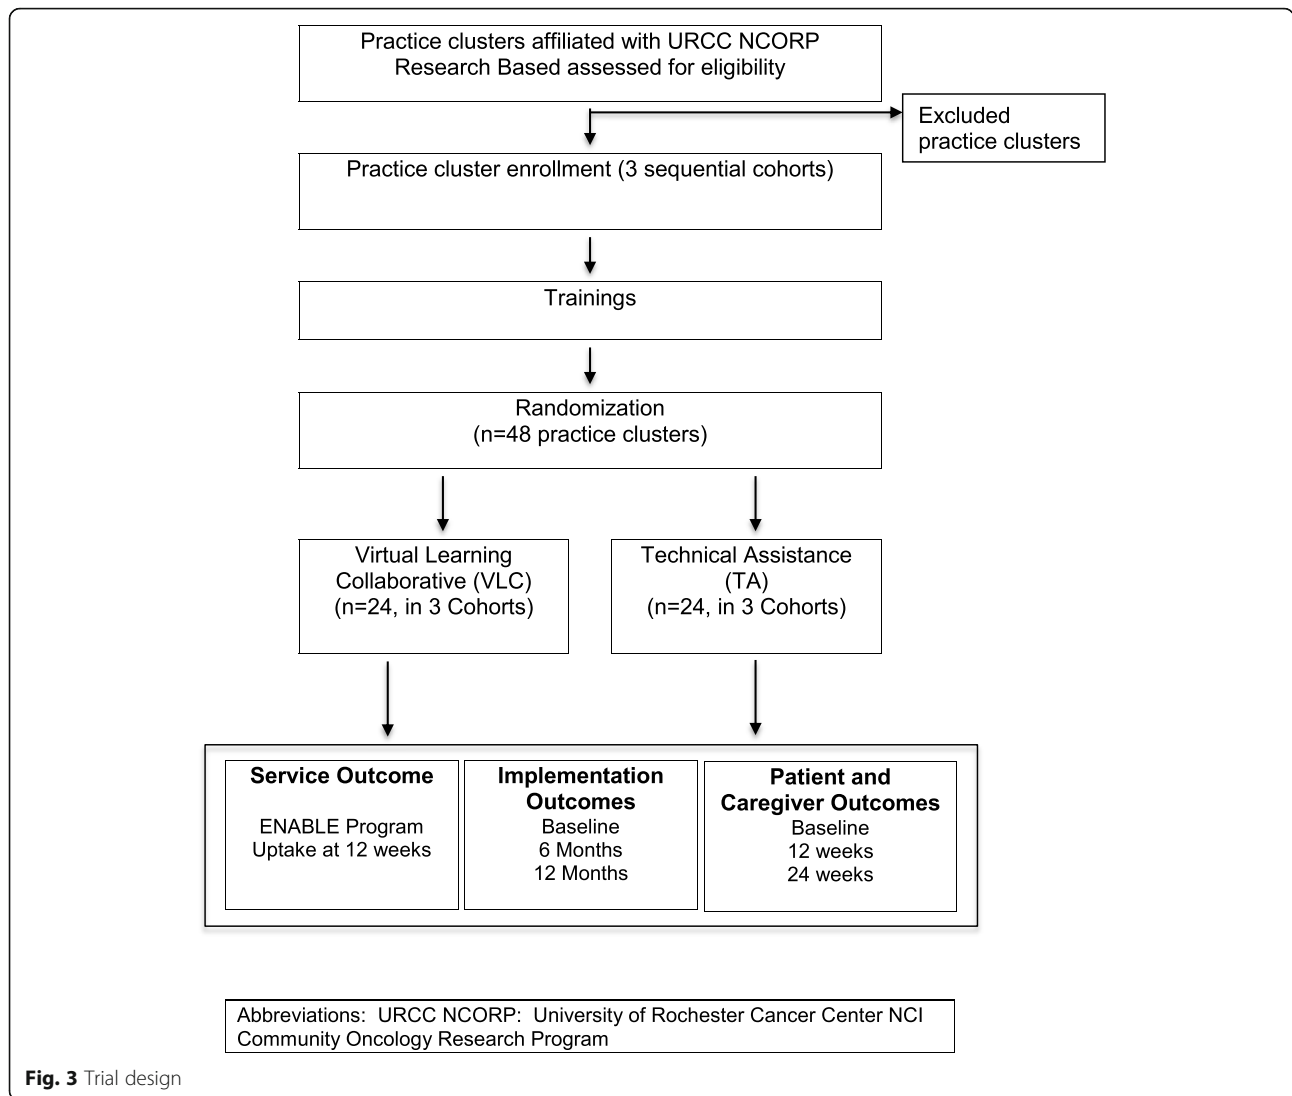 Practice clusters affiliated with URCC NCORP
Research Based assessed for eligibility
Excluded
practice clusters
Practice cluster enrollment (3 sequential cohorts)
Trainings
Randomization
(n=48 practice clusters)
Virtual Learning
Collaborative (VLC)
(n=24, in 3 Cohorts)
Technical Assistance
(TA)
(n=24, in 3 Cohorts)
Service Outcome
ENABLE Program
Uptake at 12 weeks
Implementation
Outcomes
Baseline
6 Months
12 Months
Patient and
Caregiver Outcomes
Baseline
12 weeks
24 weeks
Abbreviations: URCC NCORP: University of Rochester Cancer Center NCI
Community Oncology Research Program
Fig. 3 Trial design